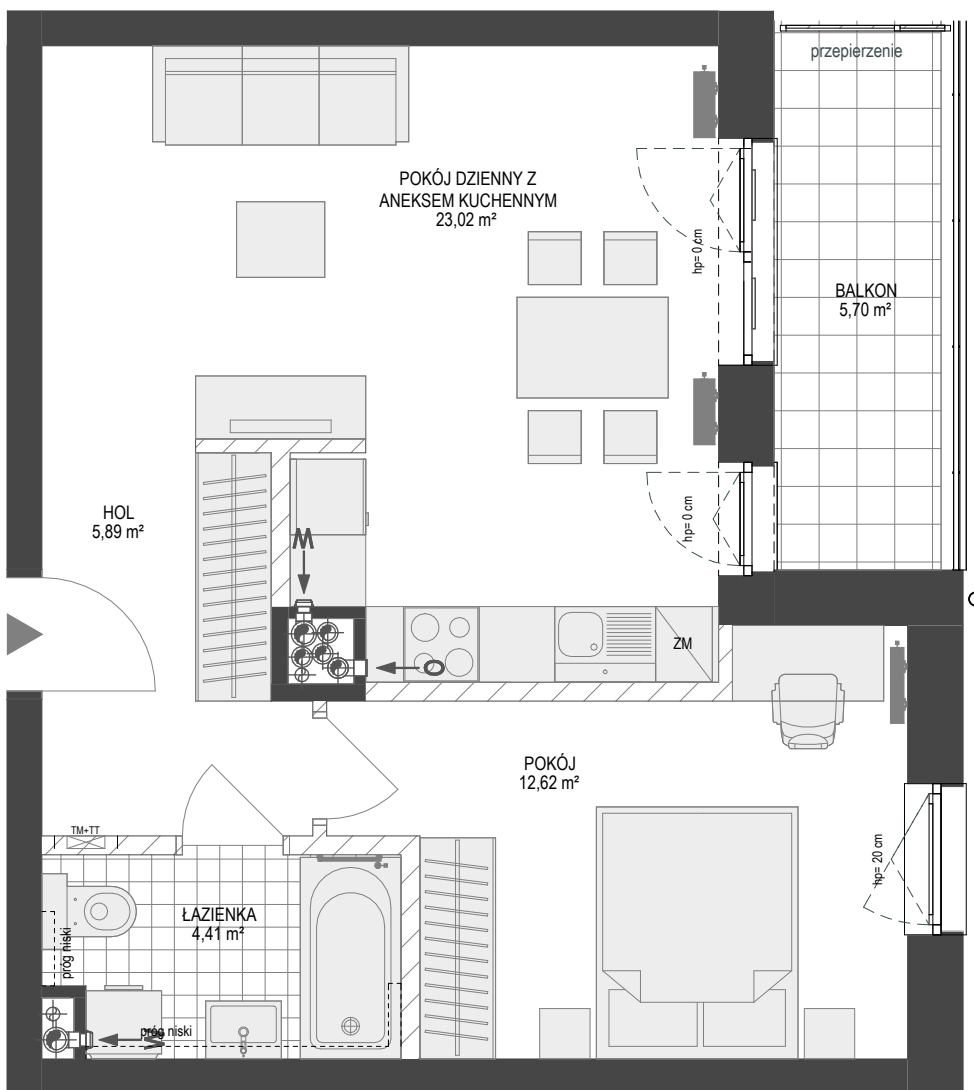 przepierzenie
POKÓJ DZIENNY Z
ANEKSEM KUCHENNYM
23,02 m²
hp= 0 cm
BALKON
5,70 m²
HOL
5,89 m²
hp= 0 cm
M
O
ZM
POKÓJ
12,62 m²
TM+TT
hp= 20 cm
ŁAZIENKA
4,41 m²
próg niski
próg niski
M